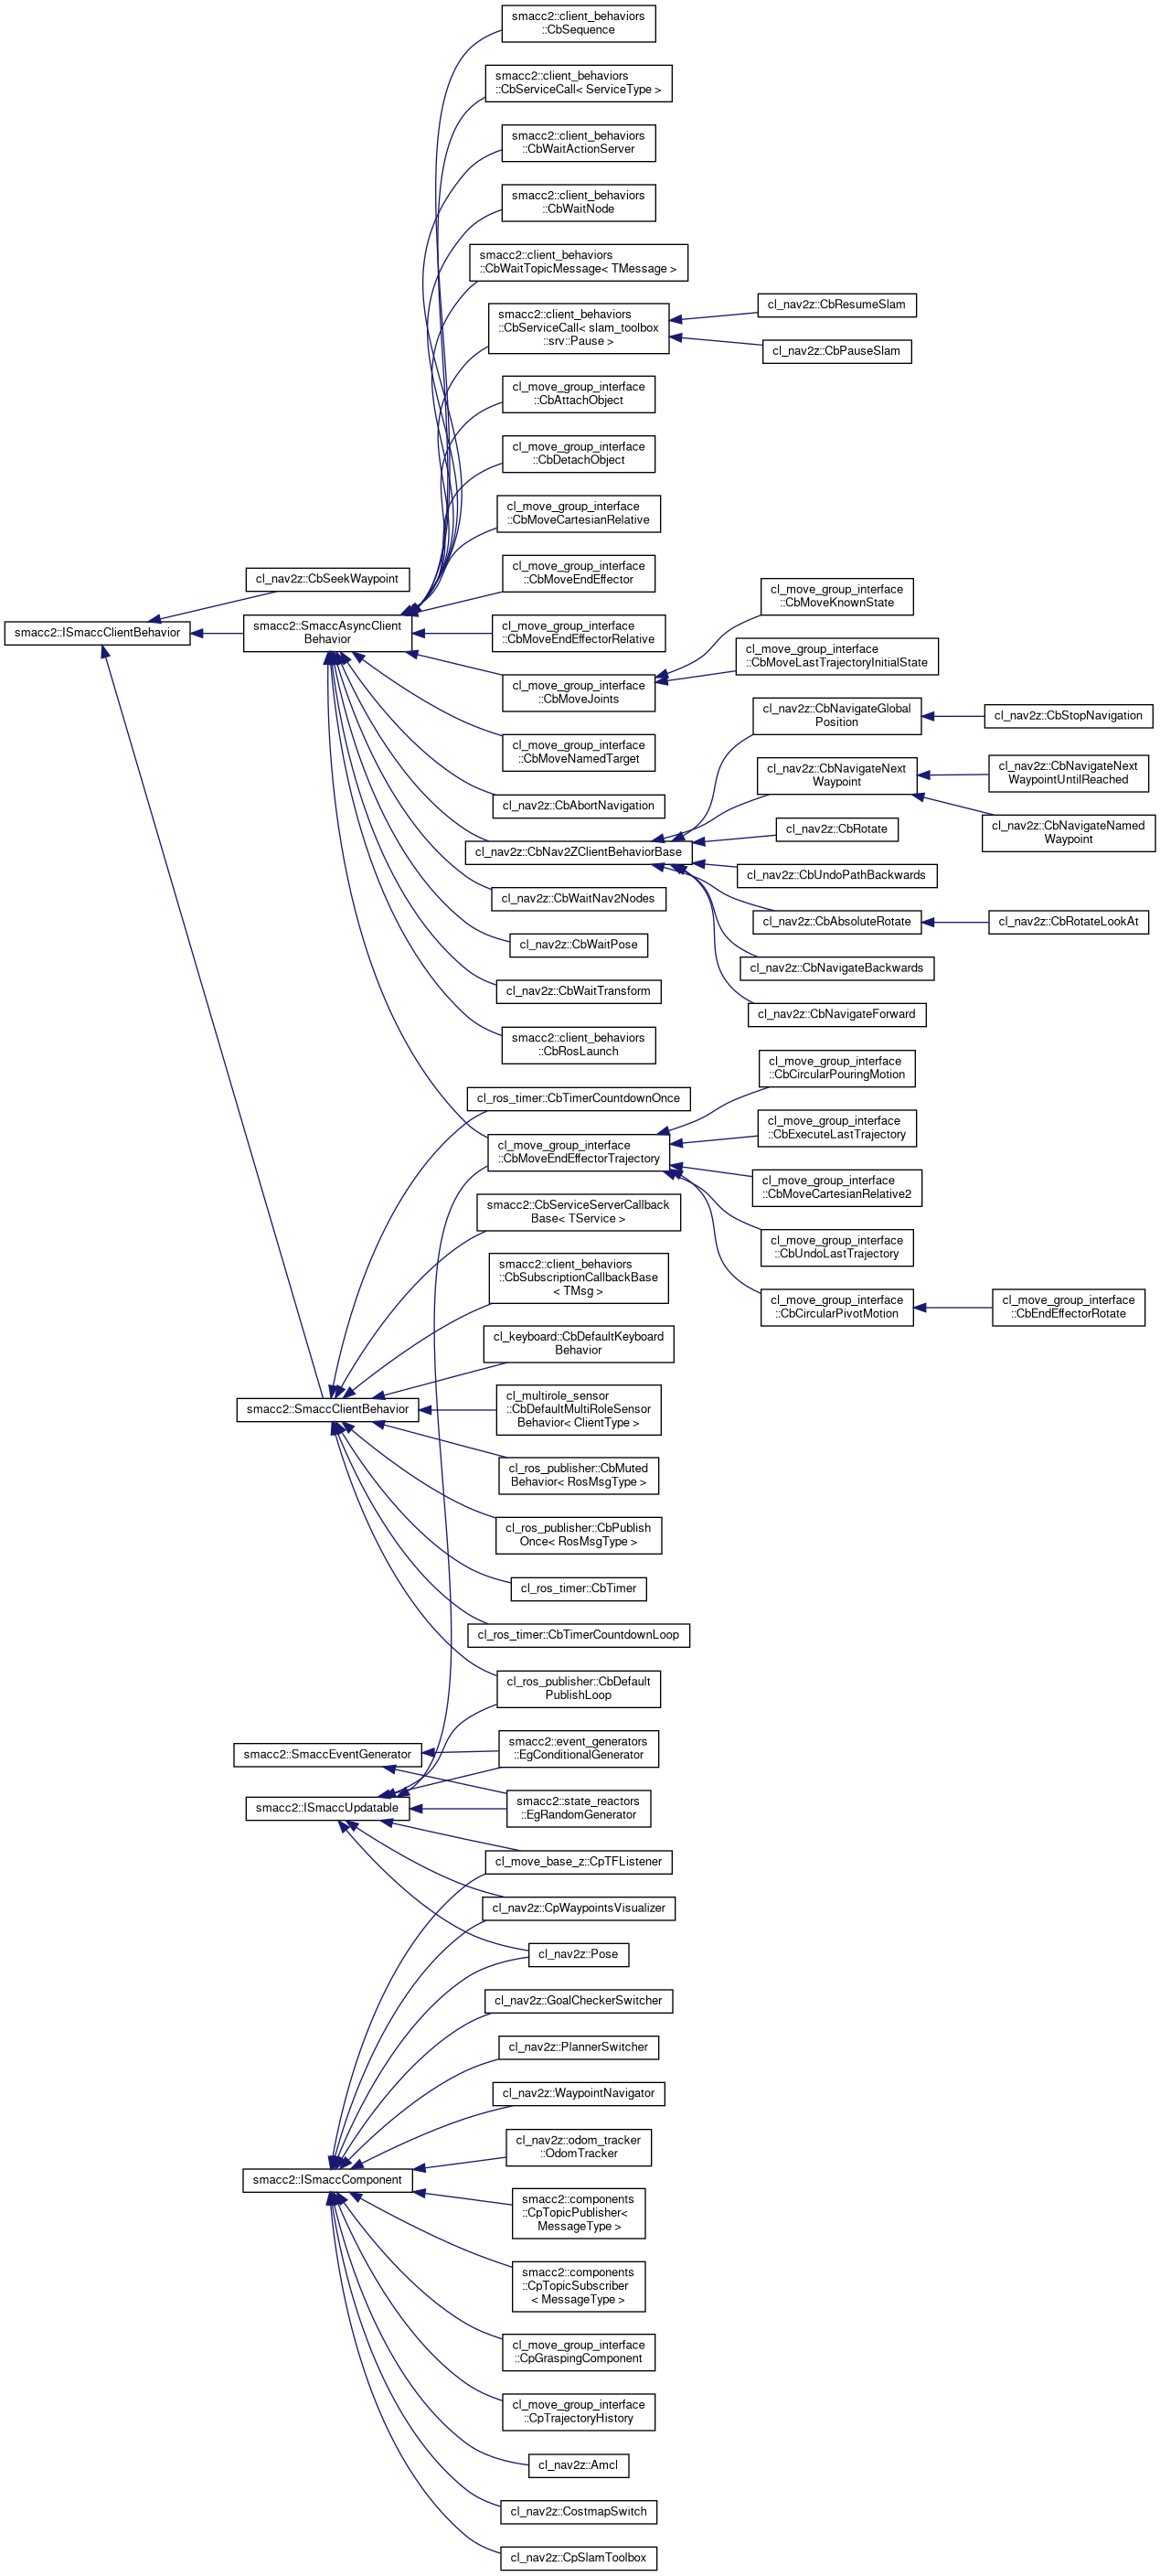 smacc2::client_behaviors
::CbSequence
smacc2::client_behaviors
::CbServiceCall< ServiceType >
smacc2::client_behaviors
::CbWaitActionServer
smacc2::client_behaviors
::CbWaitNode
smacc2::client_behaviors
::CbWaitTopicMessage< TMessage >
smacc2::client_behaviors
::CbServiceCall< slam_toolbox
::srv::Pause >
cl_nav2z::CbResumeSlam
cl_nav2z::CbPauseSlam
cl_move_group_interface
::CbAttachObject
cl_move_group_interface
::CbDetachObject
cl_move_group_interface
::CbMoveCartesianRelative
cl_move_group_interface
::CbMoveEndEffector
cl_nav2z::CbSeekWaypoint
smacc2::ISmaccClientBehavior
smacc2::SmaccAsyncClient
Behavior
cl_move_group_interface
::CbMoveEndEffectorRelative
cl_move_group_interface
::CbMoveKnownState
cl_move_group_interface
::CbMoveLastTrajectoryInitialState
cl_move_group_interface
::CbMoveJoints
cl_move_group_interface
::CbMoveNamedTarget
cl_nav2z::CbNavigateGlobal
Position
cl_nav2z::CbStopNavigation
cl_nav2z::CbNavigateNext
Waypoint
cl_nav2z::CbNavigateNext
WaypointUntilReached
cl_nav2z::CbNavigateNamed
Waypoint
cl_nav2z::CbAbortNavigation
cl_nav2z::CbRotate
cl_nav2z::CbNav2ZClientBehaviorBase
cl_nav2z::CbUndoPathBackwards
cl_nav2z::CbWaitNav2Nodes
cl_nav2z::CbAbsoluteRotate
cl_nav2z::CbRotateLookAt
cl_nav2z::CbWaitPose
cl_nav2z::CbNavigateBackwards
cl_nav2z::CbWaitTransform
cl_nav2z::CbNavigateForward
smacc2::client_behaviors
::CbRosLaunch
cl_move_group_interface
::CbCircularPouringMotion
cl_ros_timer::CbTimerCountdownOnce
cl_move_group_interface
::CbExecuteLastTrajectory
cl_move_group_interface
::CbMoveEndEffectorTrajectory
cl_move_group_interface
::CbMoveCartesianRelative2
smacc2::CbServiceServerCallback
Base< TService >
cl_move_group_interface
::CbUndoLastTrajectory
smacc2::client_behaviors
::CbSubscriptionCallbackBase
< TMsg >
cl_move_group_interface
::CbCircularPivotMotion
cl_move_group_interface
::CbEndEffectorRotate
cl_keyboard::CbDefaultKeyboard
Behavior
smacc2::SmaccClientBehavior
cl_multirole_sensor
::CbDefaultMultiRoleSensor
Behavior< ClientType >
cl_ros_publisher::CbMuted
Behavior< RosMsgType >
cl_ros_publisher::CbPublish
Once< RosMsgType >
cl_ros_timer::CbTimer
cl_ros_timer::CbTimerCountdownLoop
cl_ros_publisher::CbDefault
PublishLoop
smacc2::SmaccEventGenerator
smacc2::event_generators
::EgConditionalGenerator
smacc2::ISmaccUpdatable
smacc2::state_reactors
::EgRandomGenerator
cl_move_base_z::CpTFListener
cl_nav2z::CpWaypointsVisualizer
cl_nav2z::Pose
cl_nav2z::GoalCheckerSwitcher
cl_nav2z::PlannerSwitcher
cl_nav2z::WaypointNavigator
cl_nav2z::odom_tracker
::OdomTracker
smacc2::ISmaccComponent
smacc2::components
::CpTopicPublisher<
MessageType >
smacc2::components
::CpTopicSubscriber
< MessageType >
cl_move_group_interface
::CpGraspingComponent
cl_move_group_interface
::CpTrajectoryHistory
cl_nav2z::Amcl
cl_nav2z::CostmapSwitch
cl_nav2z::CpSlamToolbox